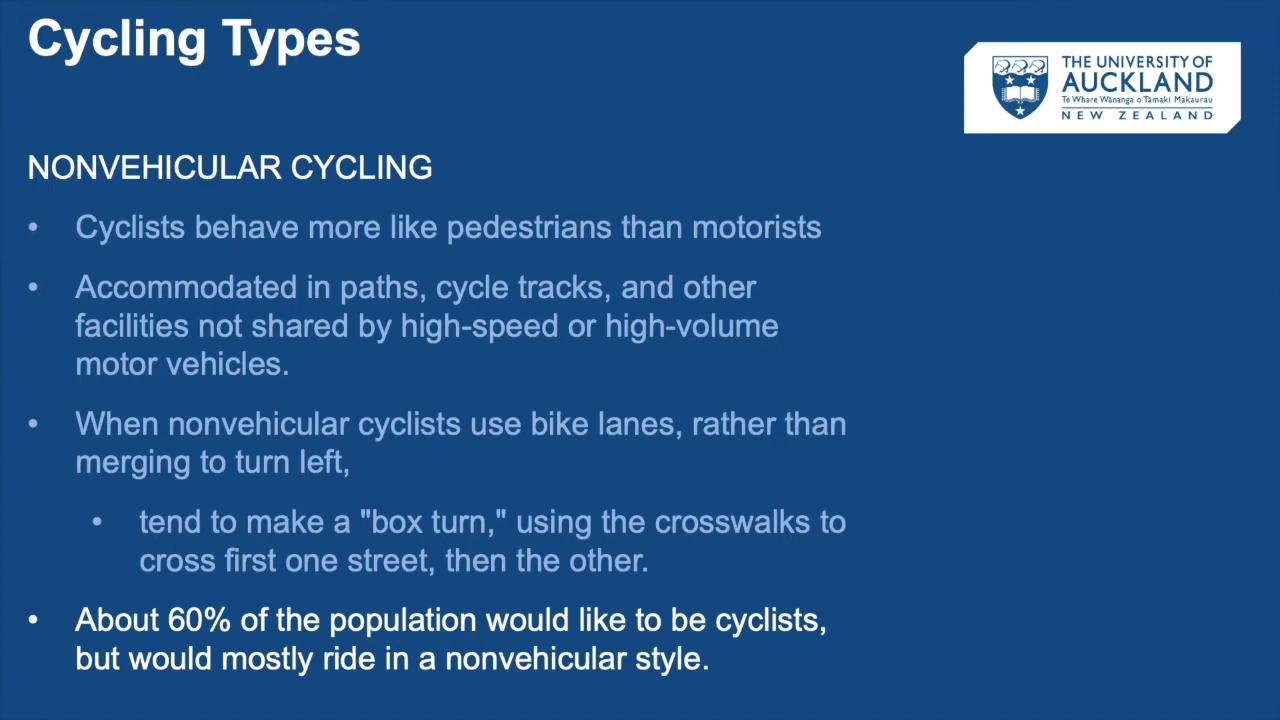 Cycling Types
THE UNIVERSITY OF
AUCKLAND
Te Whare Wānanga o Tāmaki Makaurau
NEW ZEALAND
NONVEHICULAR CYCLING
• Cyclists behave more like pedestrians than motorists
• Accommodated in paths, cycle tracks, and other
facilities not shared by high-speed or high-volume
motor vehicles.
• When nonvehicular cyclists use bike lanes, rather than
merging to turn left,
• tend to make a "box turn," using the crosswalks to
cross first one street, then the other.
• About 60% of the population would like to be cyclists,
but would mostly ride in a nonvehicular style.